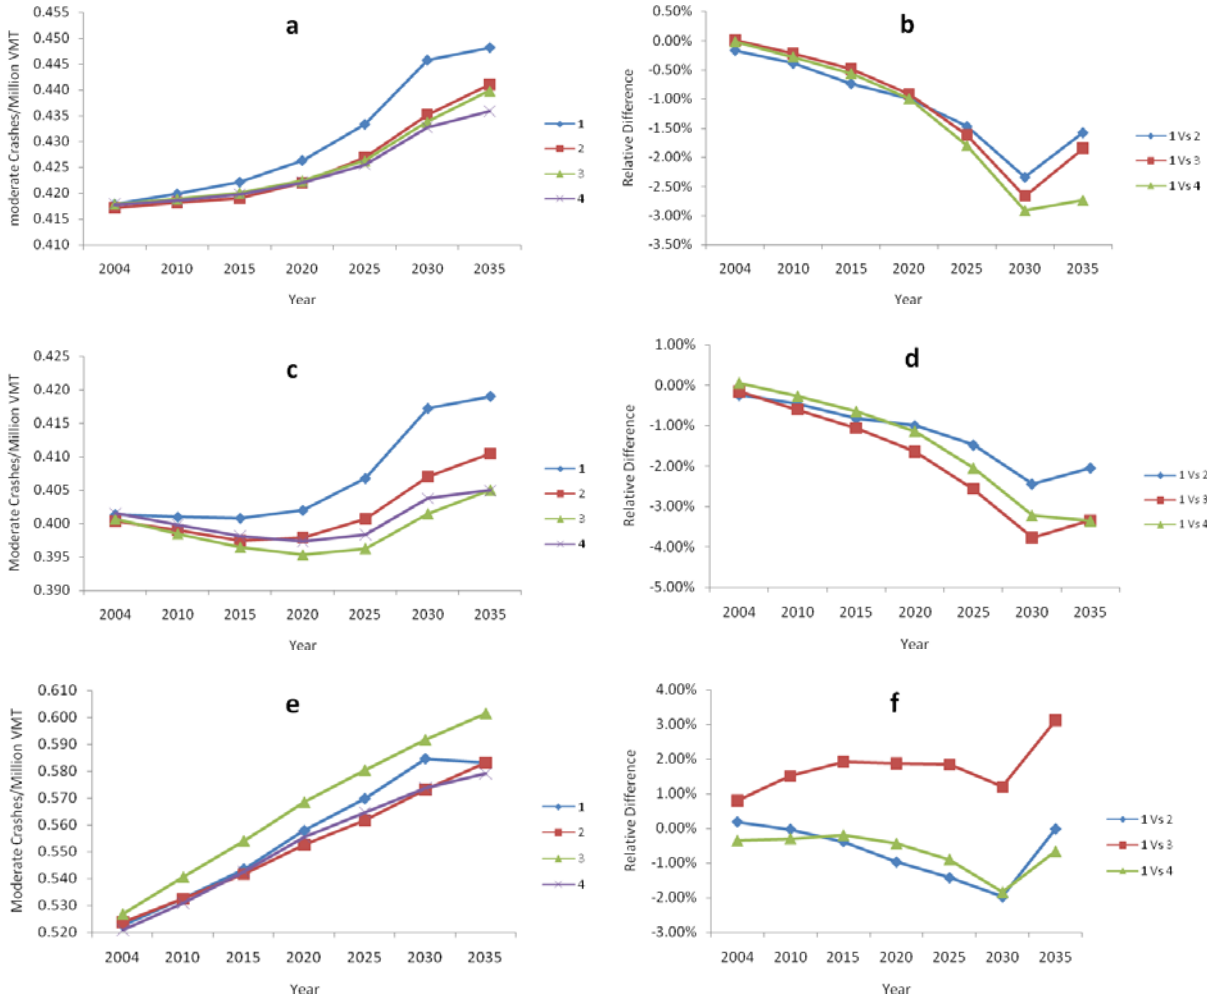 a
moderate Crashes/Million VMT
0.455
0.450
0.445
0.440
0.435
0.430
0.425
0.420
0.415
0.410
2004 2010 2015 2020 2025 2030 2035
Year
1
2
3
4
b
Relative Difference
0.50%
0.00%
-0.50%
-1.00%
-1.50%
-2.00%
-2.50%
-3.00%
-3.50%
2004 2010 2015 2020 2025 2030 2035
Year
1 Vs 2
1 Vs 3
1 Vs 4
c
Moderate Crashes/Million VMT
0.425
0.420
0.415
0.410
0.405
0.400
0.395
0.390
2004 2010 2015 2020 2025 2030 2035
Year
1
2
3
4
d
Relative Difference
1.00%
0.00%
-1.00%
-2.00%
-3.00%
-4.00%
-5.00%
2004 2010 2015 2020 2025 2030 2035
Year
1 Vs 2
1 Vs 3
1 Vs 4
e
Moderate Crashes/Million VMT
0.610
0.600
0.590
0.580
0.570
0.560
0.550
0.540
0.530
0.520
2004 2010 2015 2020 2025 2030 2035
Year
1
2
3
4
f
Relative Difference
4.00%
3.00%
2.00%
1.00%
0.00%
-1.00%
-2.00%
-3.00%
2004 2010 2015 2020 2025 2030 2035
Year
1 Vs 2
1 Vs 3
1 Vs 4